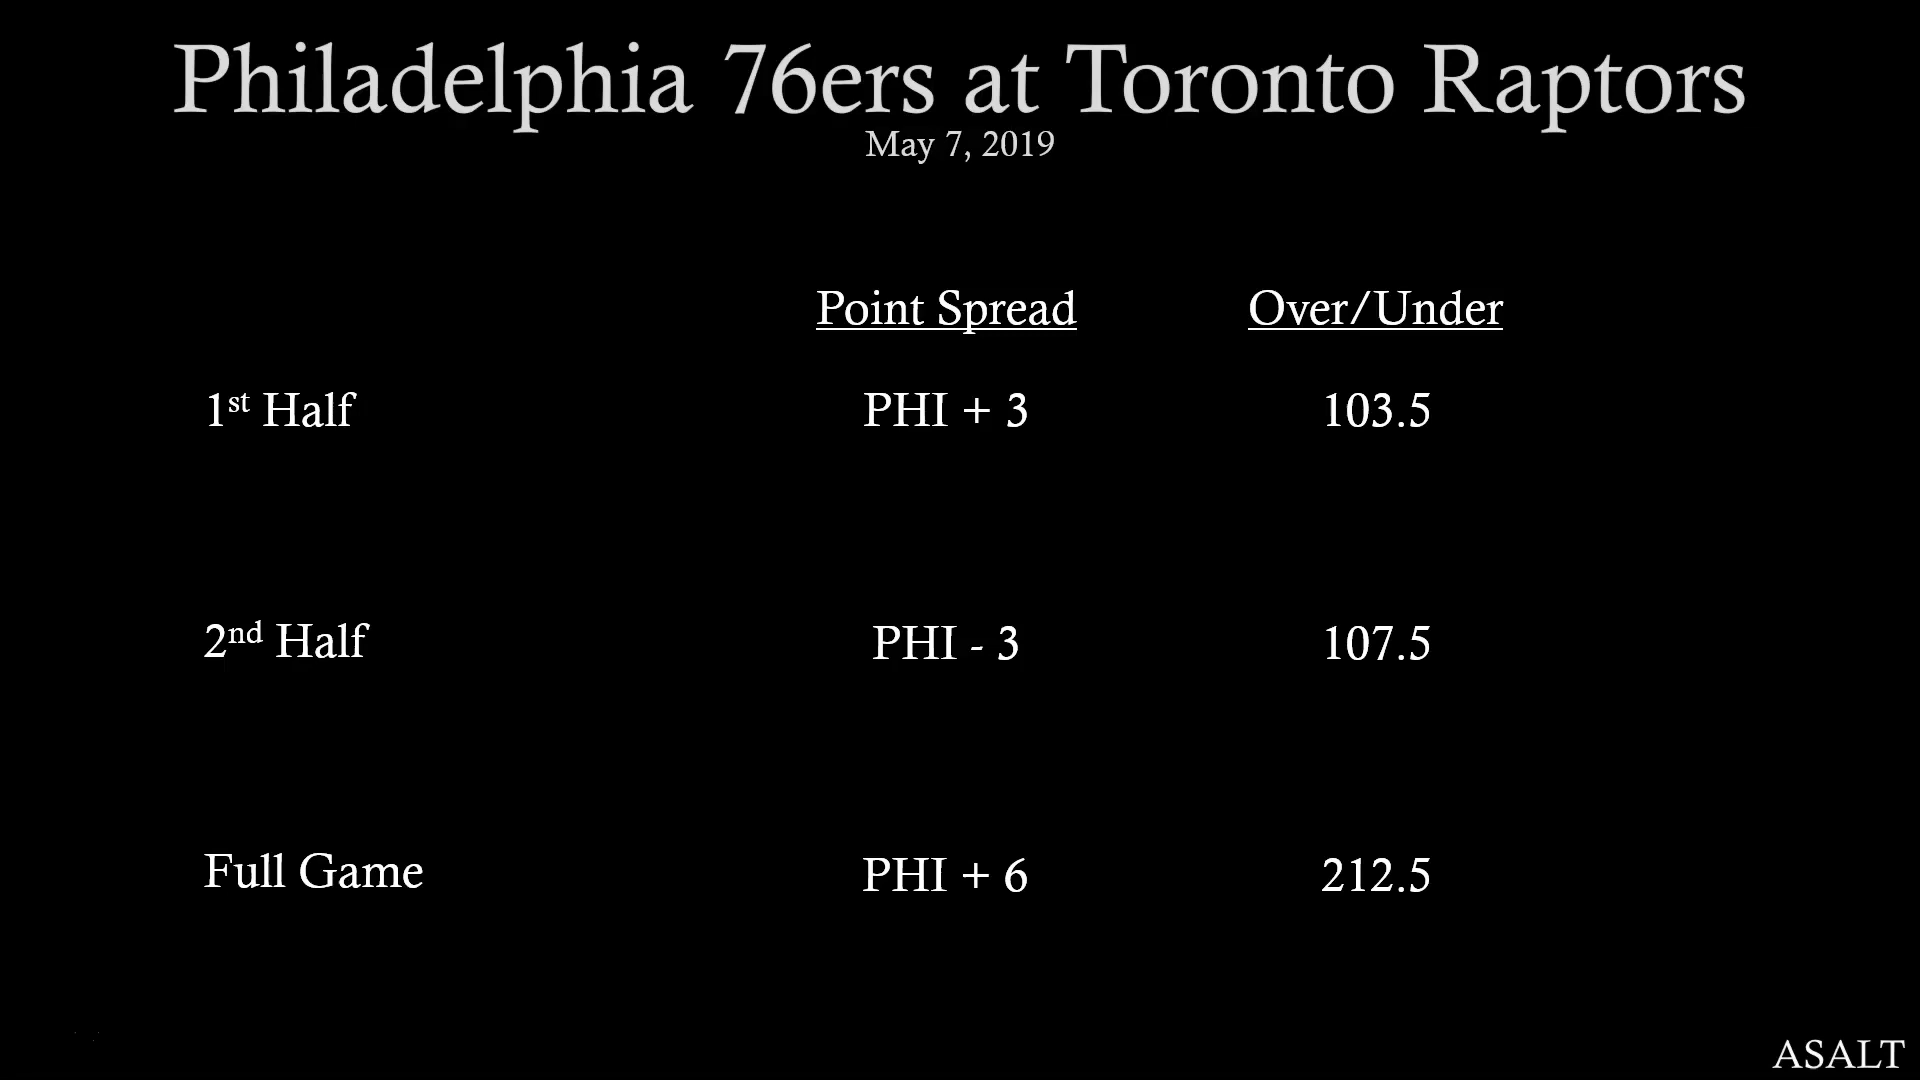 Philadelphia 76ers at Toronto Raptors
May 7, 2019
Point Spread Over/Under
1st Half PHI + 3 103.5
2nd Half PHI - 3 107.5
Full Game PHI + 6 212.5
ASALT